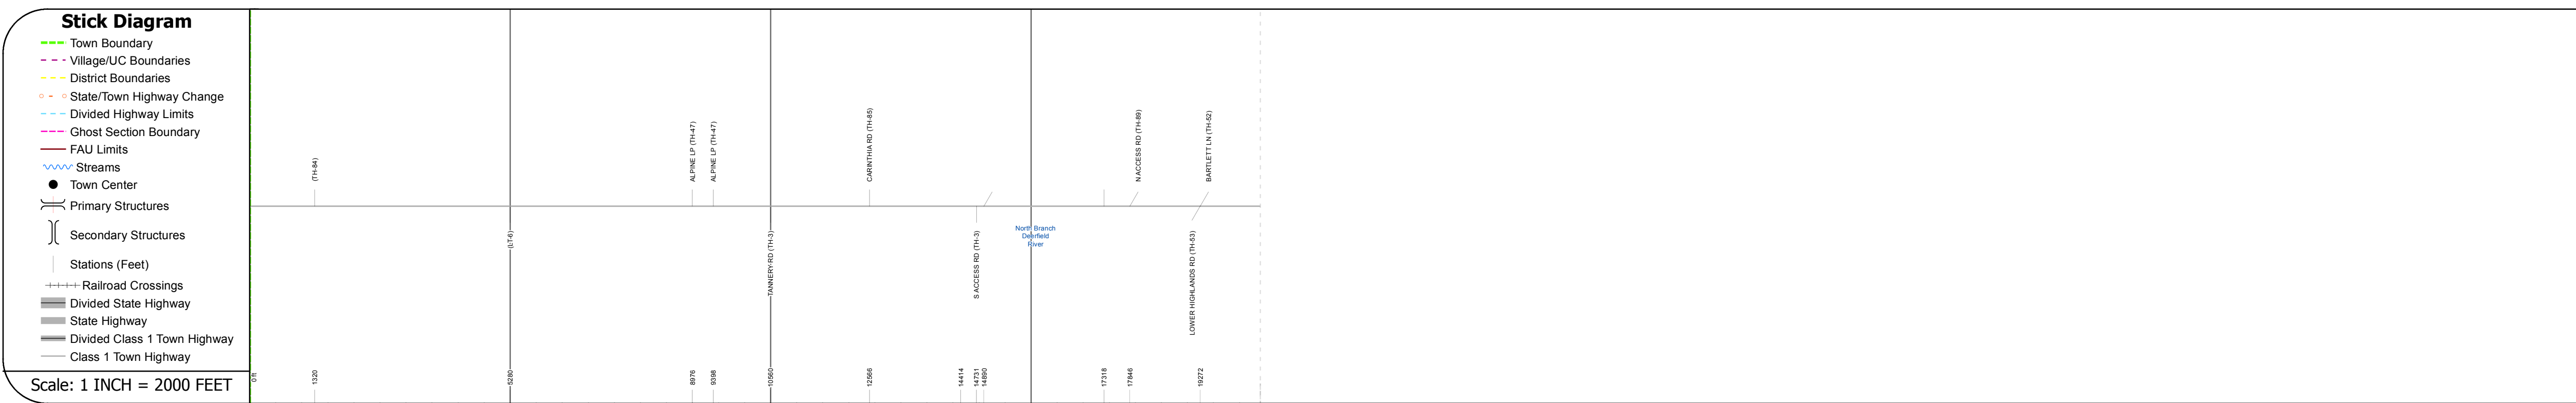 Stick Diagram
Town Boundary
Village/UC Boundaries
District Boundaries
State/Town Highway Change
Divided Highway Limits
Ghost Section Boundary
FAU Limits
Streams
Town Center
Primary Structures
Secondary Structures
Stations (Feet)
Railroad Crossings
Divided State Highway
State Highway
Divided Class 1 Town Highway
Class 1 Town Highway
Scale: 1 INCH = 2000 FEET
(TH-84)
ALPINE LP (TH-47)
ALPINE LP (TH-47)
CARINTHIA RD (TH-85)
N ACCESS RD (TH-89)
BARTLETT LN (TH-52)
(LT-6)
TANNERY RD (TH-3)
S ACCESS RD (TH-3)
North Branch
Deerfield
River
LOWER HIGHLANDS RD (TH-53)
0 ft
1320
5280
8976
9398
10560
12566
14414
14731
14890
17318
17846
19272